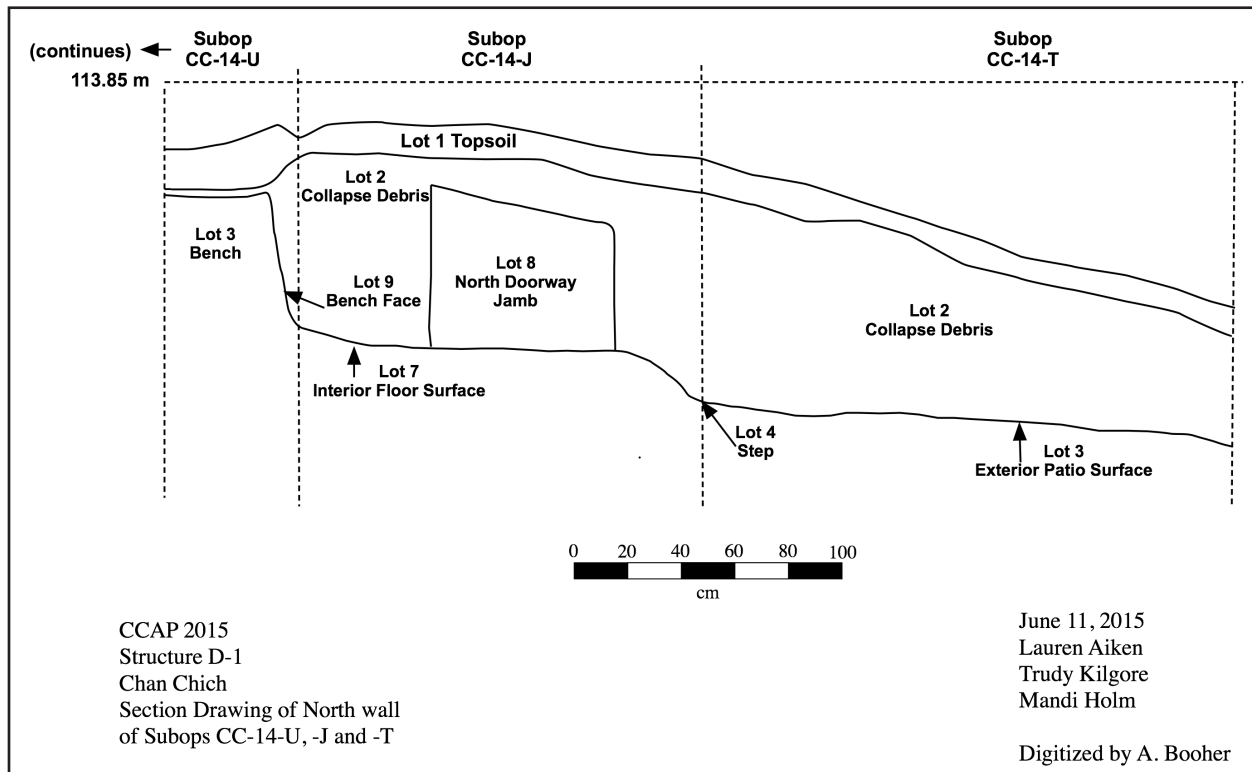 (continues)
Subop
CC-14-U
Subop
CC-14-J
Subop
CC-14-T
113.85 m
Lot 1 Topsoil
Lot 2
Collapse Debris
Lot 3
Bench
Lot 9
Bench Face
Lot 8
North Doorway
Jamb
Lot 2
Collapse Debris
Lot 7
Interior Floor Surface
Lot 4
Step
Lot 3
Exterior Patio Surface
0 20 40 60 80 100
cm
CCAP 2015
Structure D-1
Chan Chich
Section Drawing of North wall
of Subops CC-14-U, -J and -T
June 11, 2015
Lauren Aiken
Trudy Kilgore
Mandi Holm
Digitized by A. Booher